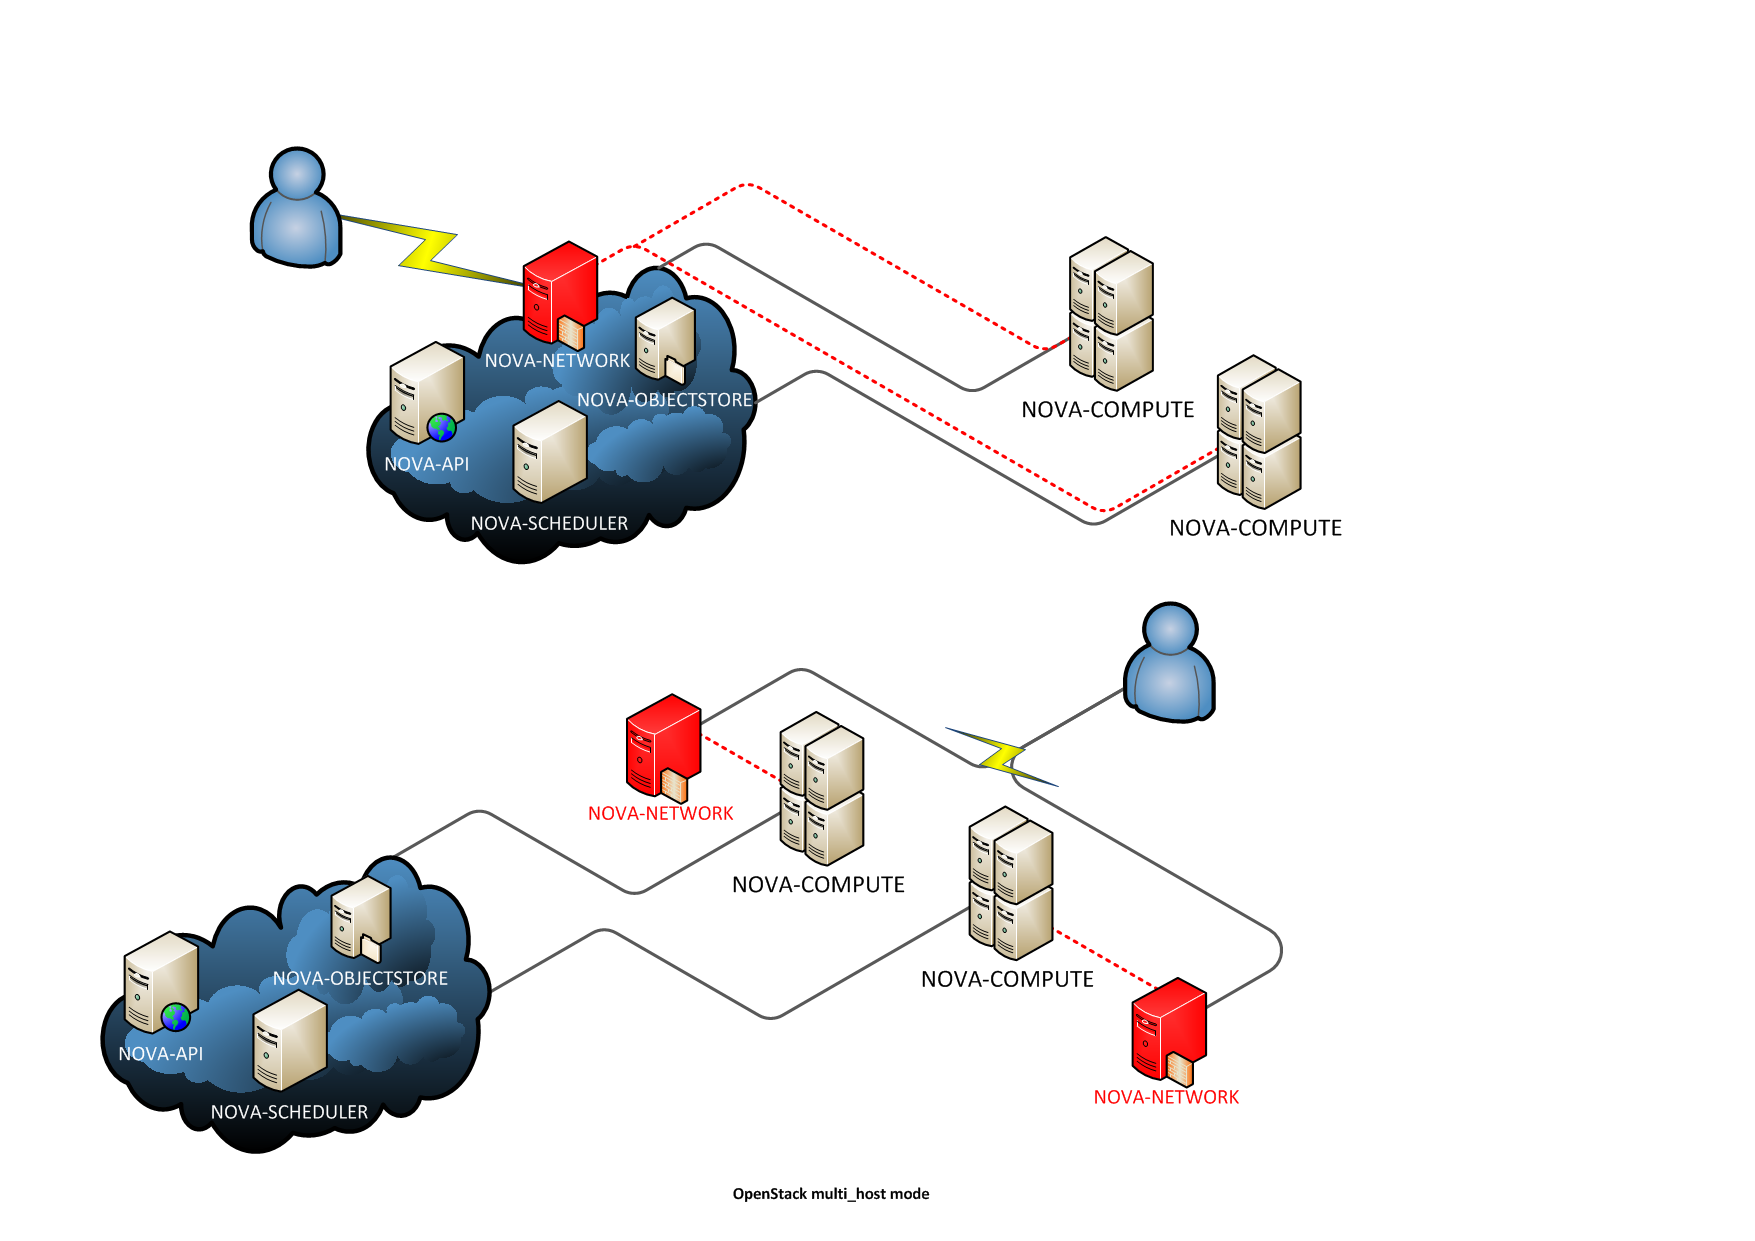 NOVA-NETWORK
NOVA-OBJECTSTORE
NOVA-COMPUTE
NOVA-API
NOVA-SCHEDULER
NOVA-COMPUTE
NOVA-NETWORK
NOVA-COMPUTE
NOVA-OBJECTSTORE
NOVA-COMPUTE
NOVA-API
NOVA-NETWORK
NOVA-SCHEDULER
OpenStack multi_host mode